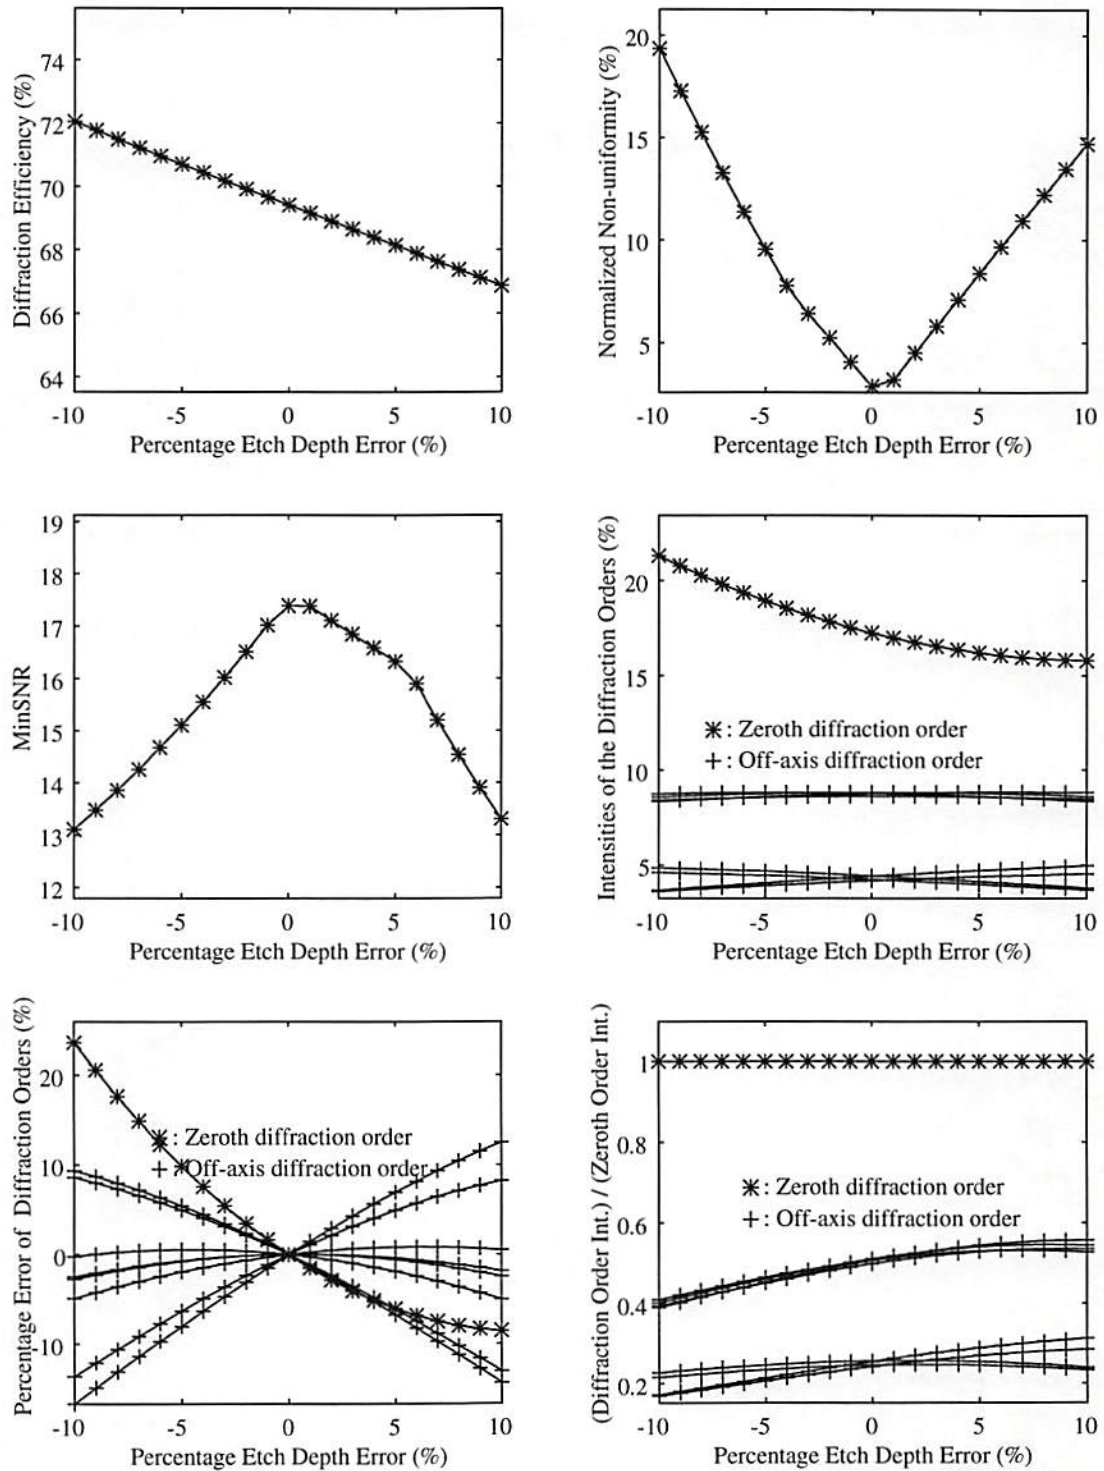 Diffraction Efficiency (%)
74
72
70
68
66
64
-10 -5 0 5 10
Percentage Etch Depth Error (%)
Normalized Non-uniformity (%)
20
15
10
5
-10 -5 0 5 10
Percentage Etch Depth Error (%)
MinSNR
19
18
17
16
15
14
13
12
-10 -5 0 5 10
Percentage Etch Depth Error (%)
Intensities of the Diffraction Orders (%)
20
15
10
5
-10 -5 0 5 10
Percentage Etch Depth Error (%)
: Zeroth diffraction order
: Off-axis diffraction order
Percentage Error of Diffraction Orders (%)
20
10
0
-10
-10 -5 0 5 10
Percentage Etch Depth Error (%)
: Zeroth diffraction order
: Off-axis diffraction order
(Diffraction Order Int.) / (Zeroth Order Int.)
1
0.8
0.6
0.4
0.2
-10 -5 0 5 10
Percentage Etch Depth Error (%)
: Zeroth diffraction order
: Off-axis diffraction order